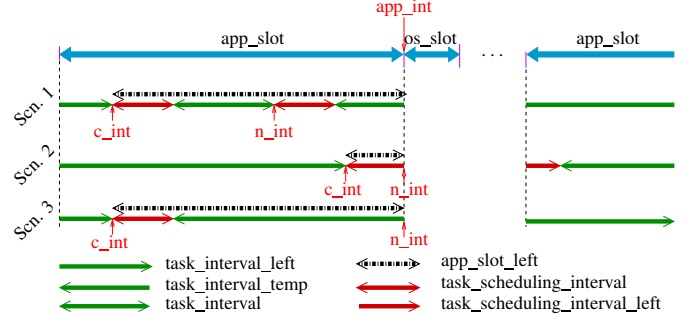 app_int
app_slot os_slot ... app_slot
Scn. 1
c_int n_int
Scn. 2
c_int n_int
Scn. 3
c_int n_int
task_interval_left app_slot_left
task_interval_temp task_scheduling_interval
task_interval task_scheduling_interval_left